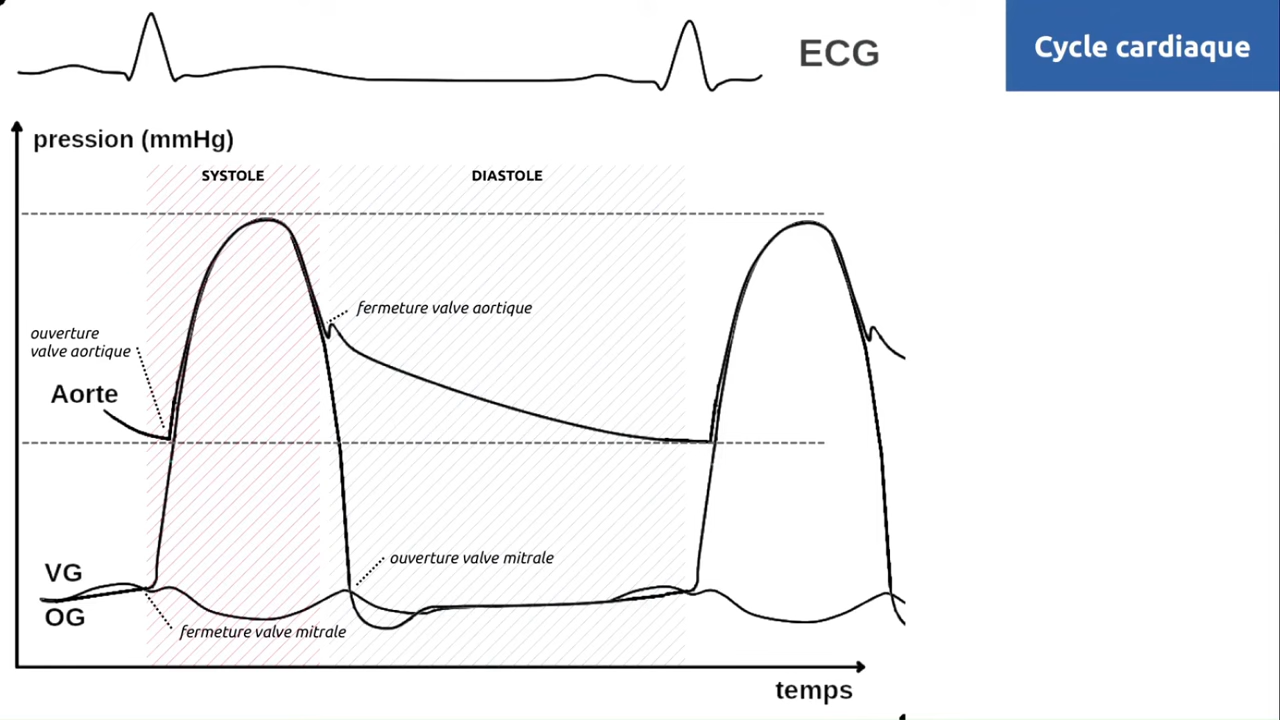 ECG
Cycle cardiaque
pression (mmHg)
SYSTOLE
DIASTOLE
fermeture valve aortique
ouverture
valve aortique
Aorte
ouverture valve mitrale
VG
OG
fermeture valve mitrale
temps